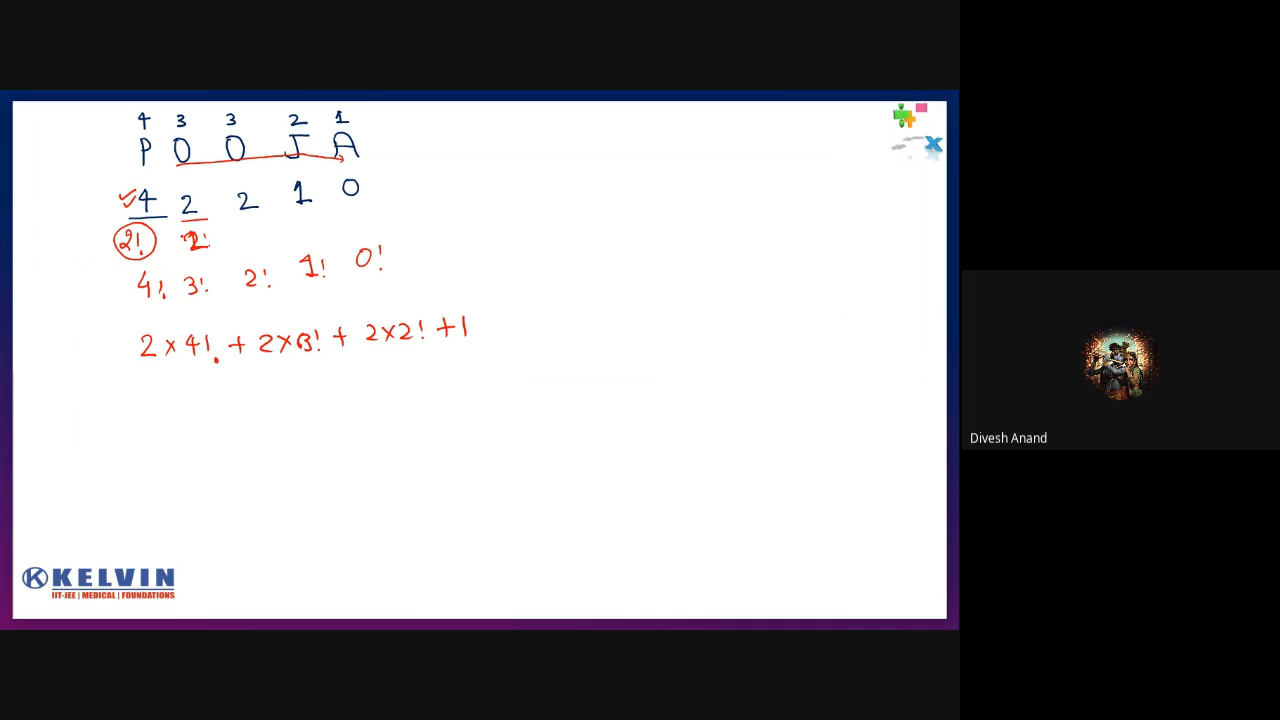 4 3 3 2 1
P O O J A
4 2 2 1 0
2! 2!
4! 3! 2! 1! 0!
2 × 4! + 2 × 3! + 2 × 2! + 1
Divesh Anand
KELVIN
IIT-JEE | MEDICAL | FOUNDATIONS